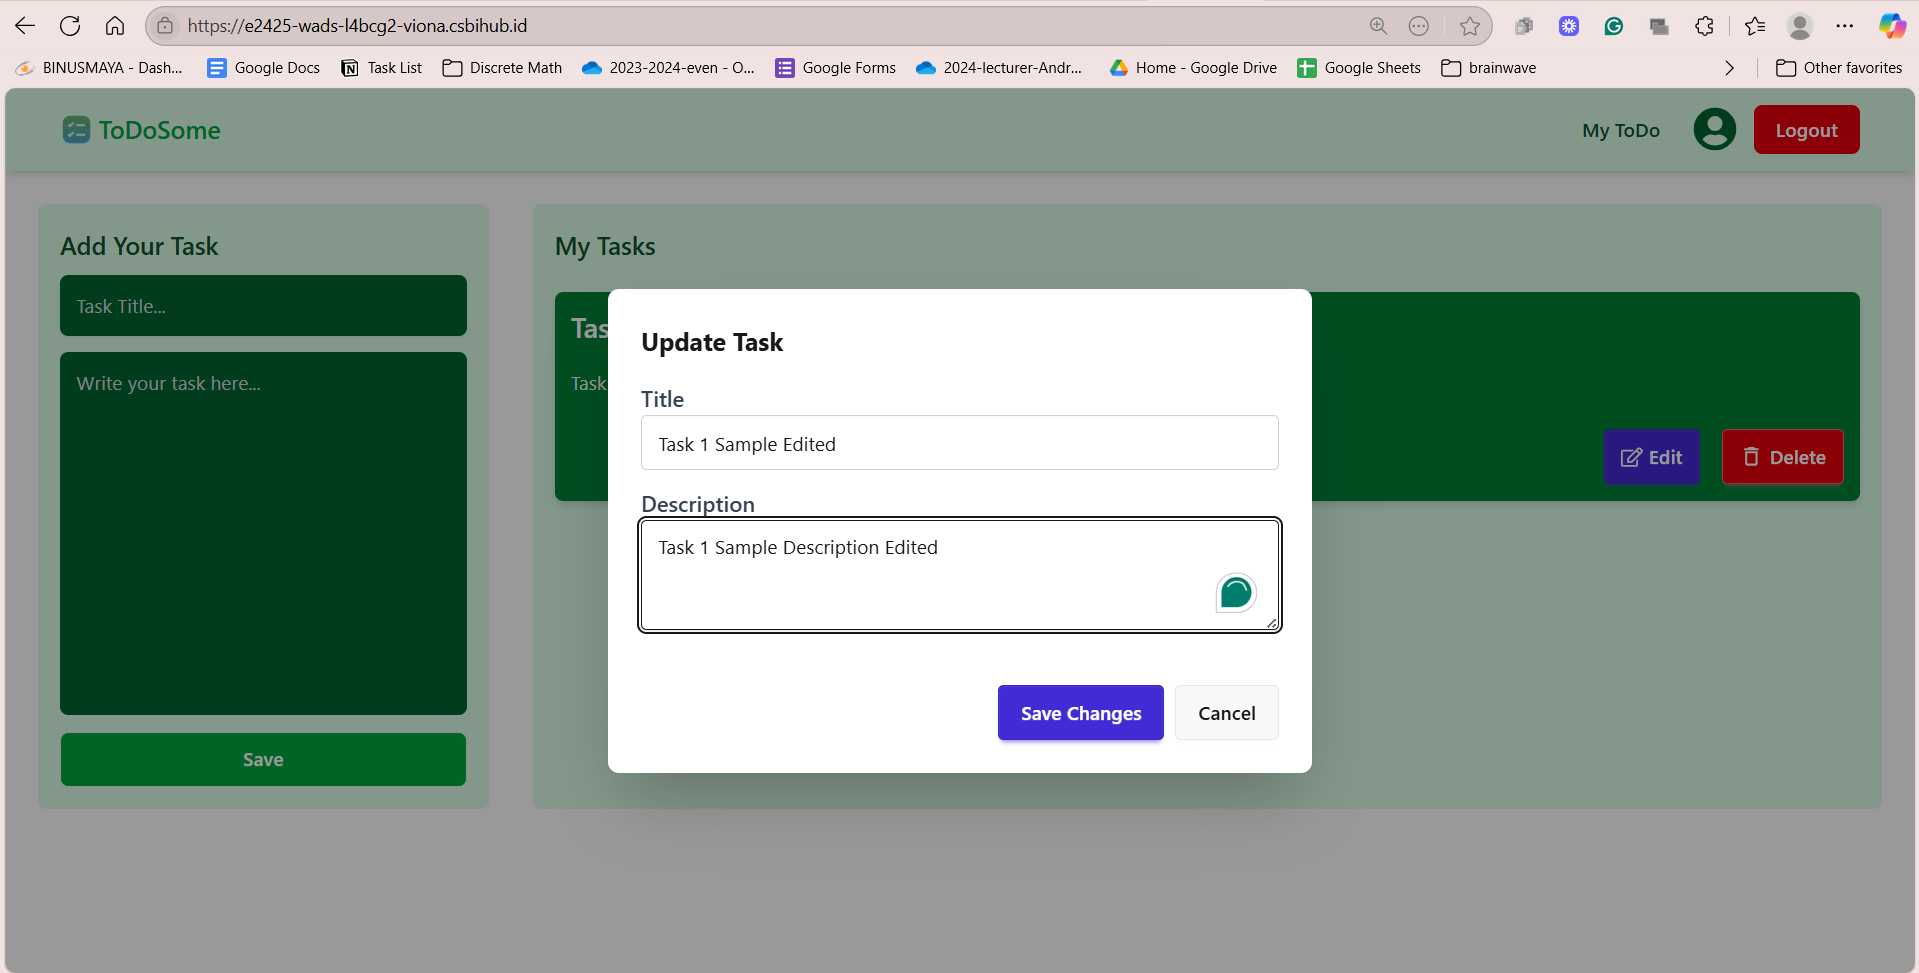 https://e2425-wads-l4bcg2-viona.csbihub.id
BINUSMAYA - Dash...
Google Docs
Task List
Discrete Math
2023-2024-even - O...
Google Forms
2024-lecturer-Andr...
Home - Google Drive
Google Sheets
brainwave
Other favorites
ToDoSome
My ToDo
Logout
Add Your Task
Task Title...
Write your task here...
Save
My Tasks
Tas
Task
Edit
Delete
Update Task
Title
Task 1 Sample Edited
Description
Task 1 Sample Description Edited
Save Changes
Cancel